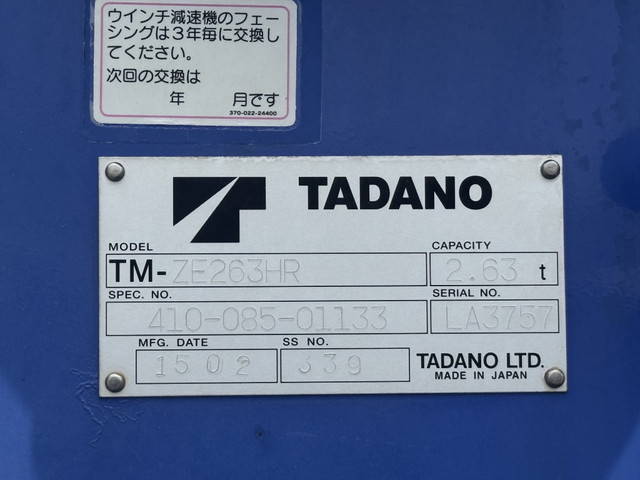 ウインチ減速機のフェー
シングは3年毎に交換し
てください。
次回の交換は
年 月です
370-022-24400
TADANO
MODEL CAPACITY
TM-ZE263HR 2.63 t
SPEC. NO. SERIAL NO.
410-085-01133 LA3757
MFG. DATE SS NO.
1502 339 TADANO LTD.
MADE IN JAPAN